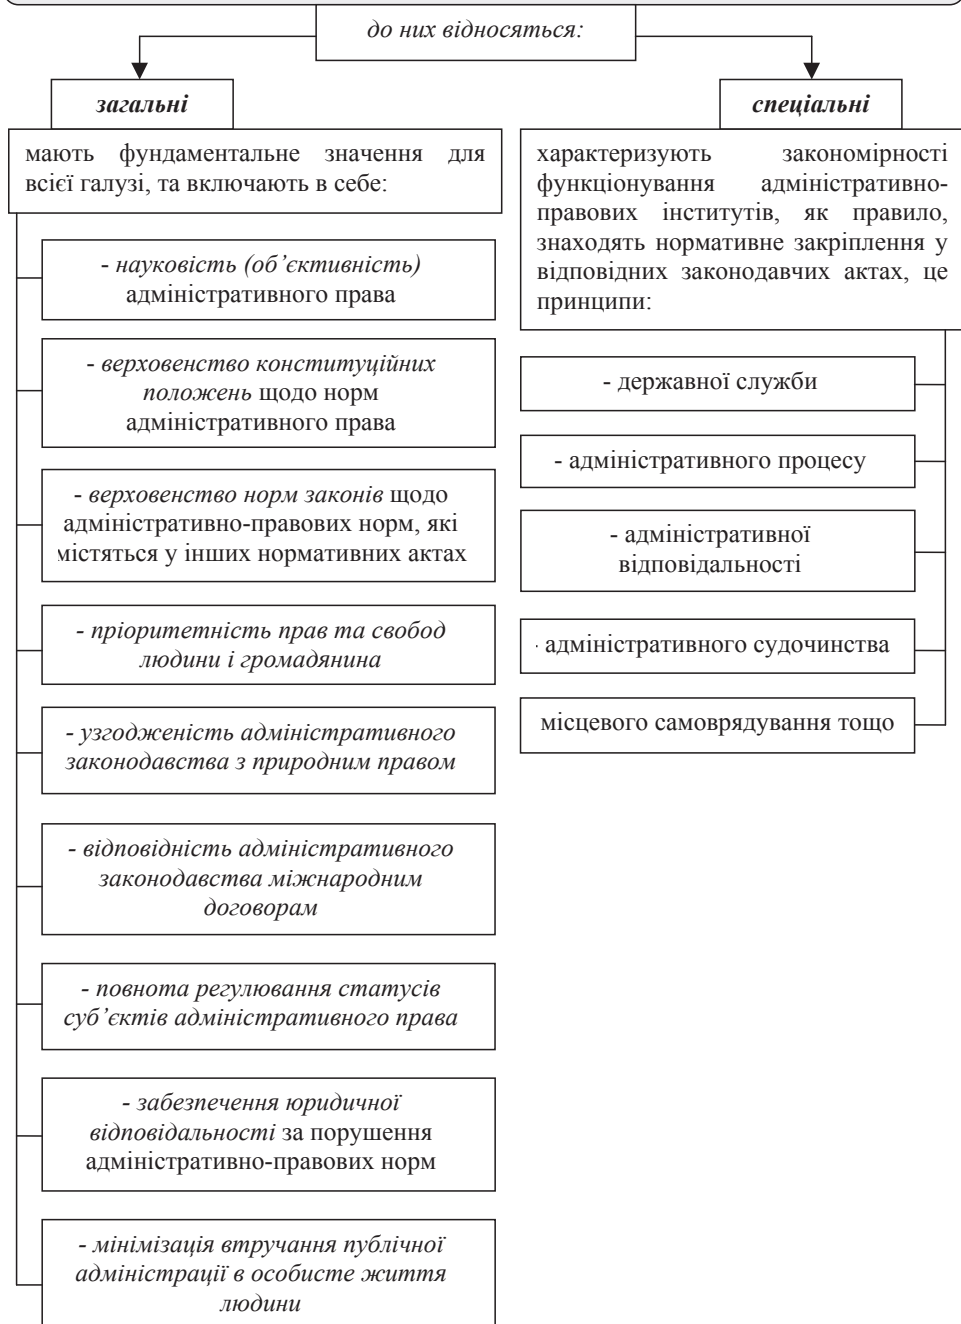 до них відносяться:
загальні
мають фундаментальне значення для
всієї галузі, та включають в себе:
- науковість (об’єктивність)
адміністративного права
- верховенство конституційних
положень щодо норм
адміністративного права
- верховенство норм законів щодо
адміністративно-правових норм, які
містяться у інших нормативних актах
- пріоритетність прав та свобод
людини і громадянина
- узгодженість адміністративного
законодавства з природним правом
- відповідність адміністративного
законодавства міжнародним
договорам
- повнота регулювання статусів
суб’єктів адміністративного права
- забезпечення юридичної
відповідальності за порушення
адміністративно-правових норм
- мінімізація втручання публічної
адміністрації в особисте життя
людини
спеціальні
характеризують закономірності
функціонування адміністративно-
правових інститутів, як правило,
знаходять нормативне закріплення у
відповідних законодавчих актах, це
принципи:
- державної служби
- адміністративного процесу
- адміністративної
відповідальності
- адміністративного судочинства
місцевого самоврядування тощо